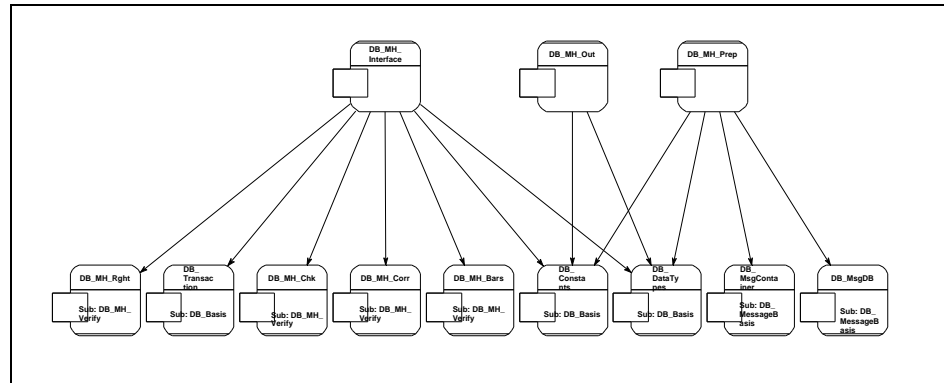 DB_MH_
Interface
DB_MH_Out
DB_MH_Prep
DB_MH_Rght
Sub: DB_MH_
Verify
DB_
Transac
tion
Sub: DB_Basis
DB_MH_Chk
Sub: DB_MH_
Verify
DB_MH_Corr
Sub: DB_MH_
Verify
DB_MH_Bars
Sub: DB_MH_
Verify
DB_
Consta
nts
Sub: DB_Basis
DB_
DataTy
pes
Sub: DB_Basis
DB_
MsgConta
iner
Sub: DB_
MessageB
asis
DB_MsgDB
Sub: DB_
MessageB
asis